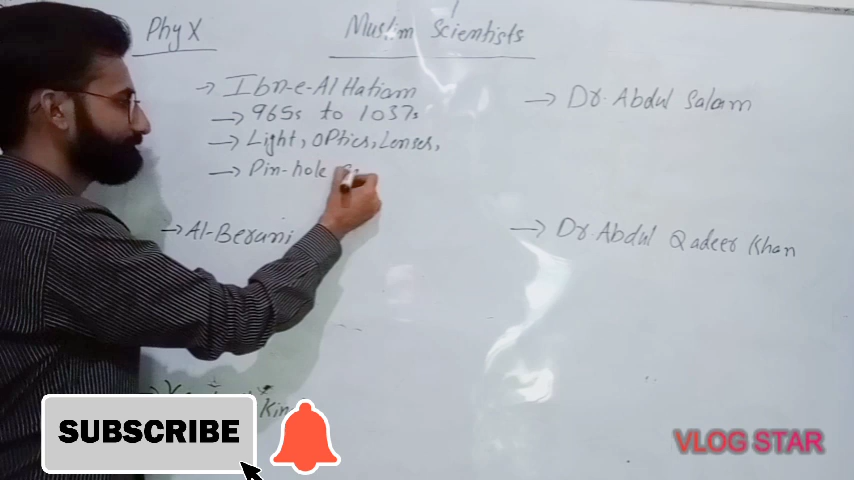 Phy X
Muslim Scientists
→ Ibn-e-Al Hatiam
→ 965s to 1037s
→ Light, OPtics, Lenses,
→ Pin-hole
→ Al-Beruni
→ Dr. Abdul Salam
→ Dr. Abdul Qadeer Khan
Kin
SUBSCRIBE
VLOG STAR